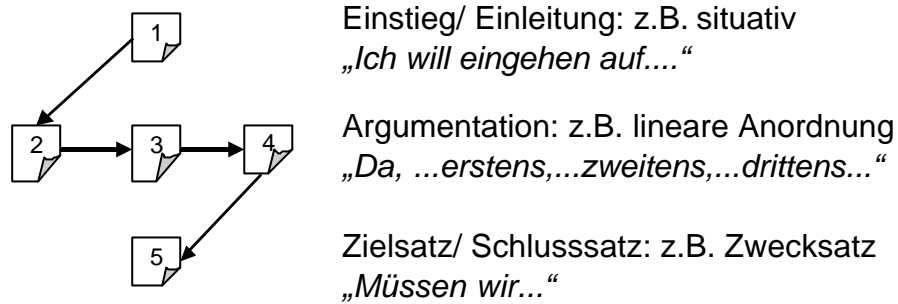 1
Einstieg/ Einleitung: z.B. situativ
„Ich will eingehen auf....“
2
3
4
Argumentation: z.B. lineare Anordnung
„Da, ...erstens,...zweitens,...drittens...“
5
Zielsatz/ Schlusssatz: z.B. Zwecksatz
„Müssen wir...“